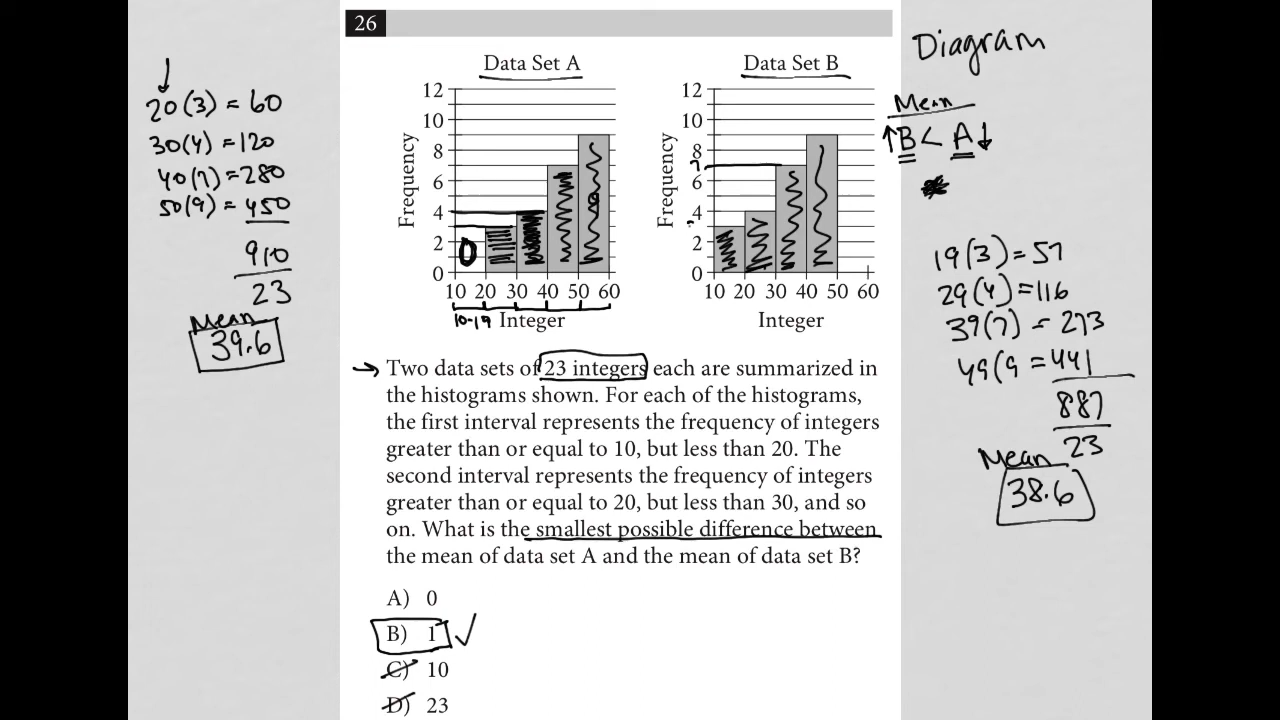 26
Diagram
↓
20(3) = 60
30(4) = 120
40(7) = 280
50(9) = 450
910
23
Mean
39.6
Data Set A
Frequency
12
10
8
6
4
2
0
0
9
10 20 30 40 50 60
10-19
Integer
Data Set B
Frequency
12
10
8
7
6
4
3
2
0
10 20 30 40 50 60
Integer
Mean
↑B < A↓
19(3) = 57
29(4) = 116
39(7) = 273
49(9 = 441
887
23
Mean
38.6
→ Two data sets of 23 integers each are summarized in
the histograms shown. For each of the histograms,
the first interval represents the frequency of integers
greater than or equal to 10, but less than 20. The
second interval represents the frequency of integers
greater than or equal to 20, but less than 30, and so
on. What is the smallest possible difference between
the mean of data set A and the mean of data set B?
A) 0
B) 1 ✓
C) 10
D) 23